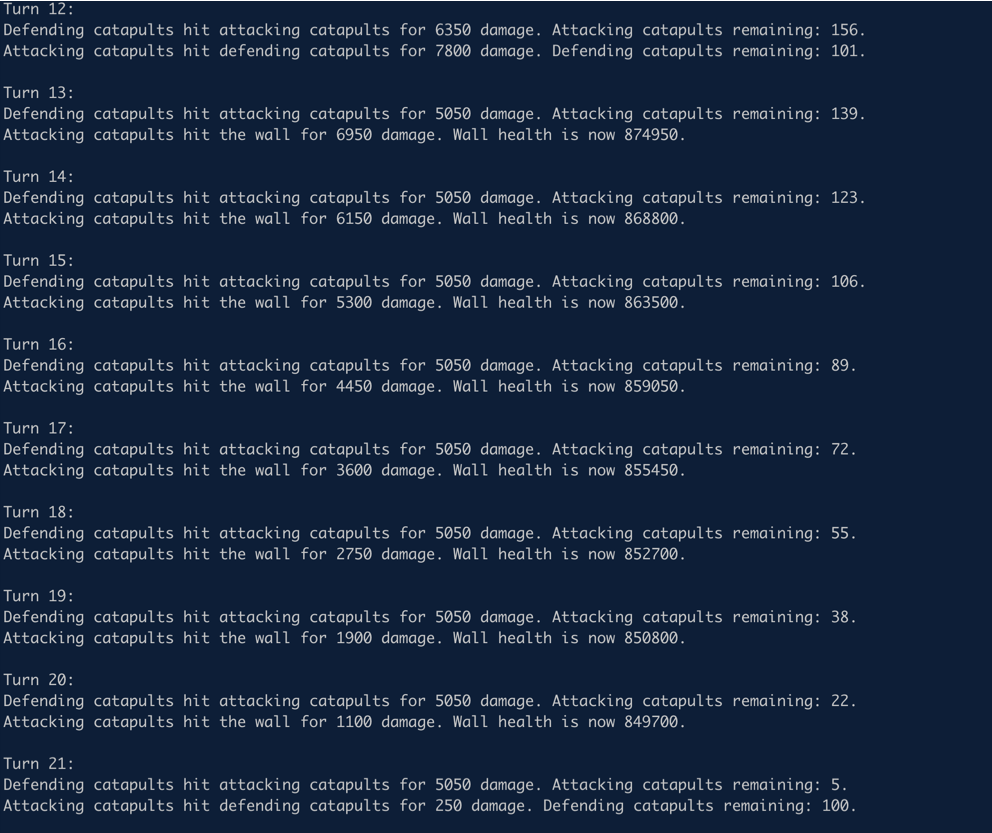 Turn 12:
Defending catapults hit attacking catapults for 6350 damage. Attacking catapults remaining: 156.
Attacking catapults hit defending catapults for 7800 damage. Defending catapults remaining: 101.
Turn 13:
Defending catapults hit attacking catapults for 5050 damage. Attacking catapults remaining: 139.
Attacking catapults hit the wall for 6950 damage. Wall health is now 874950.
Turn 14:
Defending catapults hit attacking catapults for 5050 damage. Attacking catapults remaining: 123.
Attacking catapults hit the wall for 6150 damage. Wall health is now 868800.
Turn 15:
Defending catapults hit attacking catapults for 5050 damage. Attacking catapults remaining: 106.
Attacking catapults hit the wall for 5300 damage. Wall health is now 863500.
Turn 16:
Defending catapults hit attacking catapults for 5050 damage. Attacking catapults remaining: 89.
Attacking catapults hit the wall for 4450 damage. Wall health is now 859050.
Turn 17:
Defending catapults hit attacking catapults for 5050 damage. Attacking catapults remaining: 72.
Attacking catapults hit the wall for 3600 damage. Wall health is now 855450.
Turn 18:
Defending catapults hit attacking catapults for 5050 damage. Attacking catapults remaining: 55.
Attacking catapults hit the wall for 2750 damage. Wall health is now 852700.
Turn 19:
Defending catapults hit attacking catapults for 5050 damage. Attacking catapults remaining: 38.
Attacking catapults hit the wall for 1900 damage. Wall health is now 850800.
Turn 20:
Defending catapults hit attacking catapults for 5050 damage. Attacking catapults remaining: 22.
Attacking catapults hit the wall for 1100 damage. Wall health is now 849700.
Turn 21:
Defending catapults hit attacking catapults for 5050 damage. Attacking catapults remaining: 5.
Attacking catapults hit defending catapults for 250 damage. Defending catapults remaining: 100.